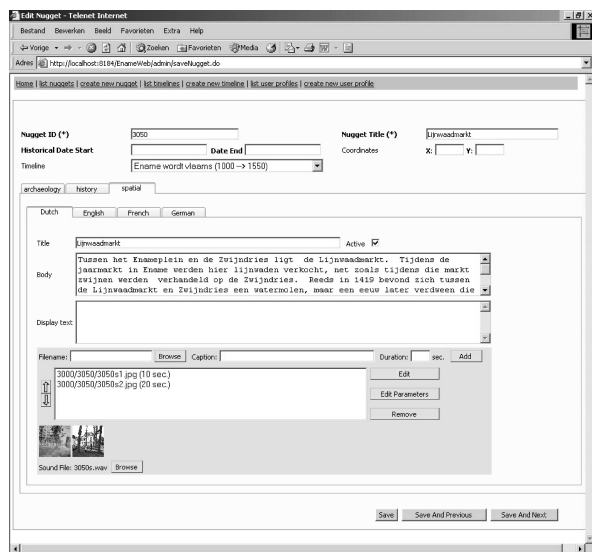 Edit Nugget - Telenet Internet
Bestand Bewerken Beeld Favorieten Extra Help
Vorige Zoeken Favorieten Media
Adres http://localhost:8184/EnameWeb/admin/saveNugget.do
Home | list nuggets | create new nugget | list timelines | create new timeline | list user profiles | create new user profile
Nugget ID (*) 3050 Nugget Title (*) Lijnwaadmarkt
Historical Date Start Date End Coordinates X: Y:
Timeline Ename wordt vlaams (1000 --> 1550)
archaeology history spatial
Dutch English French German
Title Lijnwaadmarkt Active
Body
Tussen het Enameplein en de Zwijndries ligt de Lijnwaadmarkt. Tijdens de
jaarmarkt in Ename werden hier lijnwaden verkocht, net zoals tijdens die markt
zwijnen werden verhandeld op de Zwijndries. Reeds in 1419 bevond zich tussen
de Lijnwaadmarkt en Zwijndries een watermolen, maar een eeuw later verdween die
Display text
Filename: Browse Caption: Duration: sec. Add
3000/3050/3050s1.jpg (10 sec.)
3000/3050/3050s2.jpg (20 sec.)
Edit
Edit Parameters
Remove
Sound File: 3050s.wav Browse
Save Save And Previous Save And Next